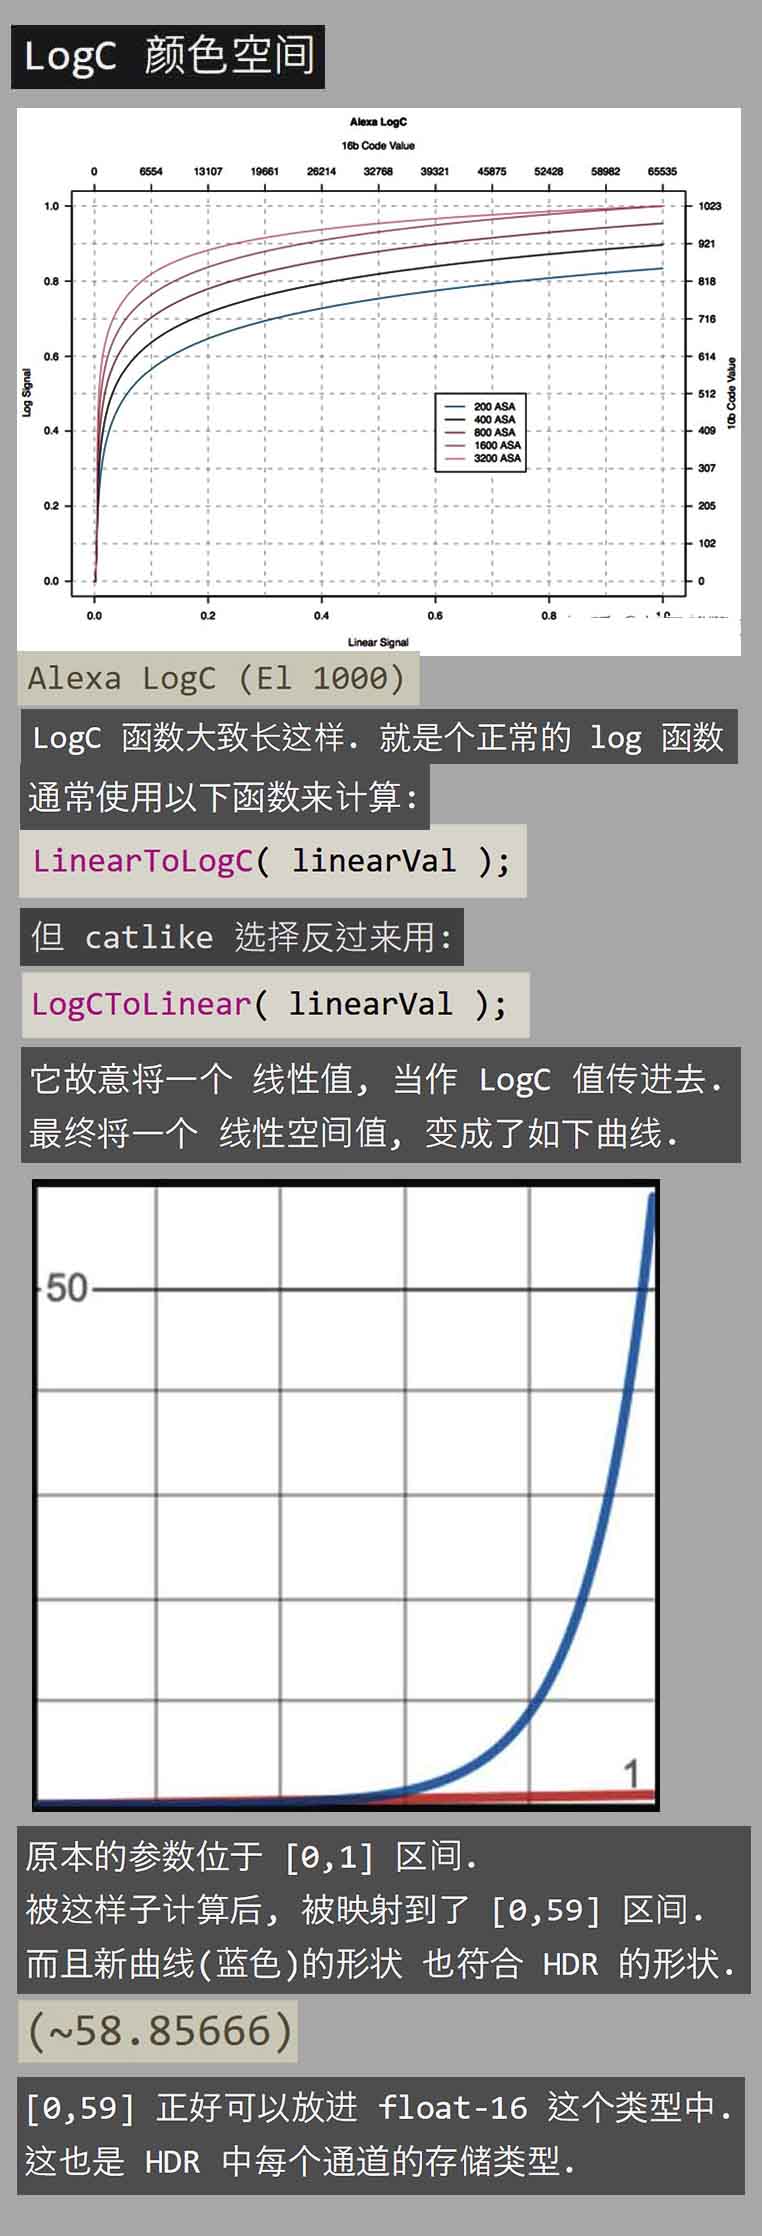 LogC 颜色空间
Alexa LogC
16b Code Value
0 6554 13107 19661 26214 32768 39321 45875 52428 58982 65535
1.0 1023
921
0.8 818
716
0.6 614
512
0.4 409
307
0.2 205
102
0.0 0
Log Signal
10b Code Value
200 ASA
400 ASA
800 ASA
1600 ASA
3200 ASA
0.0 0.2 0.4 0.6 0.8 1.0
Linear Signal
Alexa LogC (El 1000)
LogC 函数大致长这样. 就是个正常的 log 函数
通常使用以下函数来计算:
LinearToLogC( linearVal );
但 catlike 选择反过来用:
LogCToLinear( linearVal );
它故意将一个 线性值, 当作 LogC 值传进去.
最终将一个 线性空间值, 变成了如下曲线.
50
1
原本的参数位于 [0,1] 区间.
被这样子计算后, 被映射到了 [0,59] 区间.
而且新曲线(蓝色)的形状 也符合 HDR 的形状.
(~58.85666)
[0,59] 正好可以放进 float-16 这个类型中.
这也是 HDR 中每个通道的存储类型.